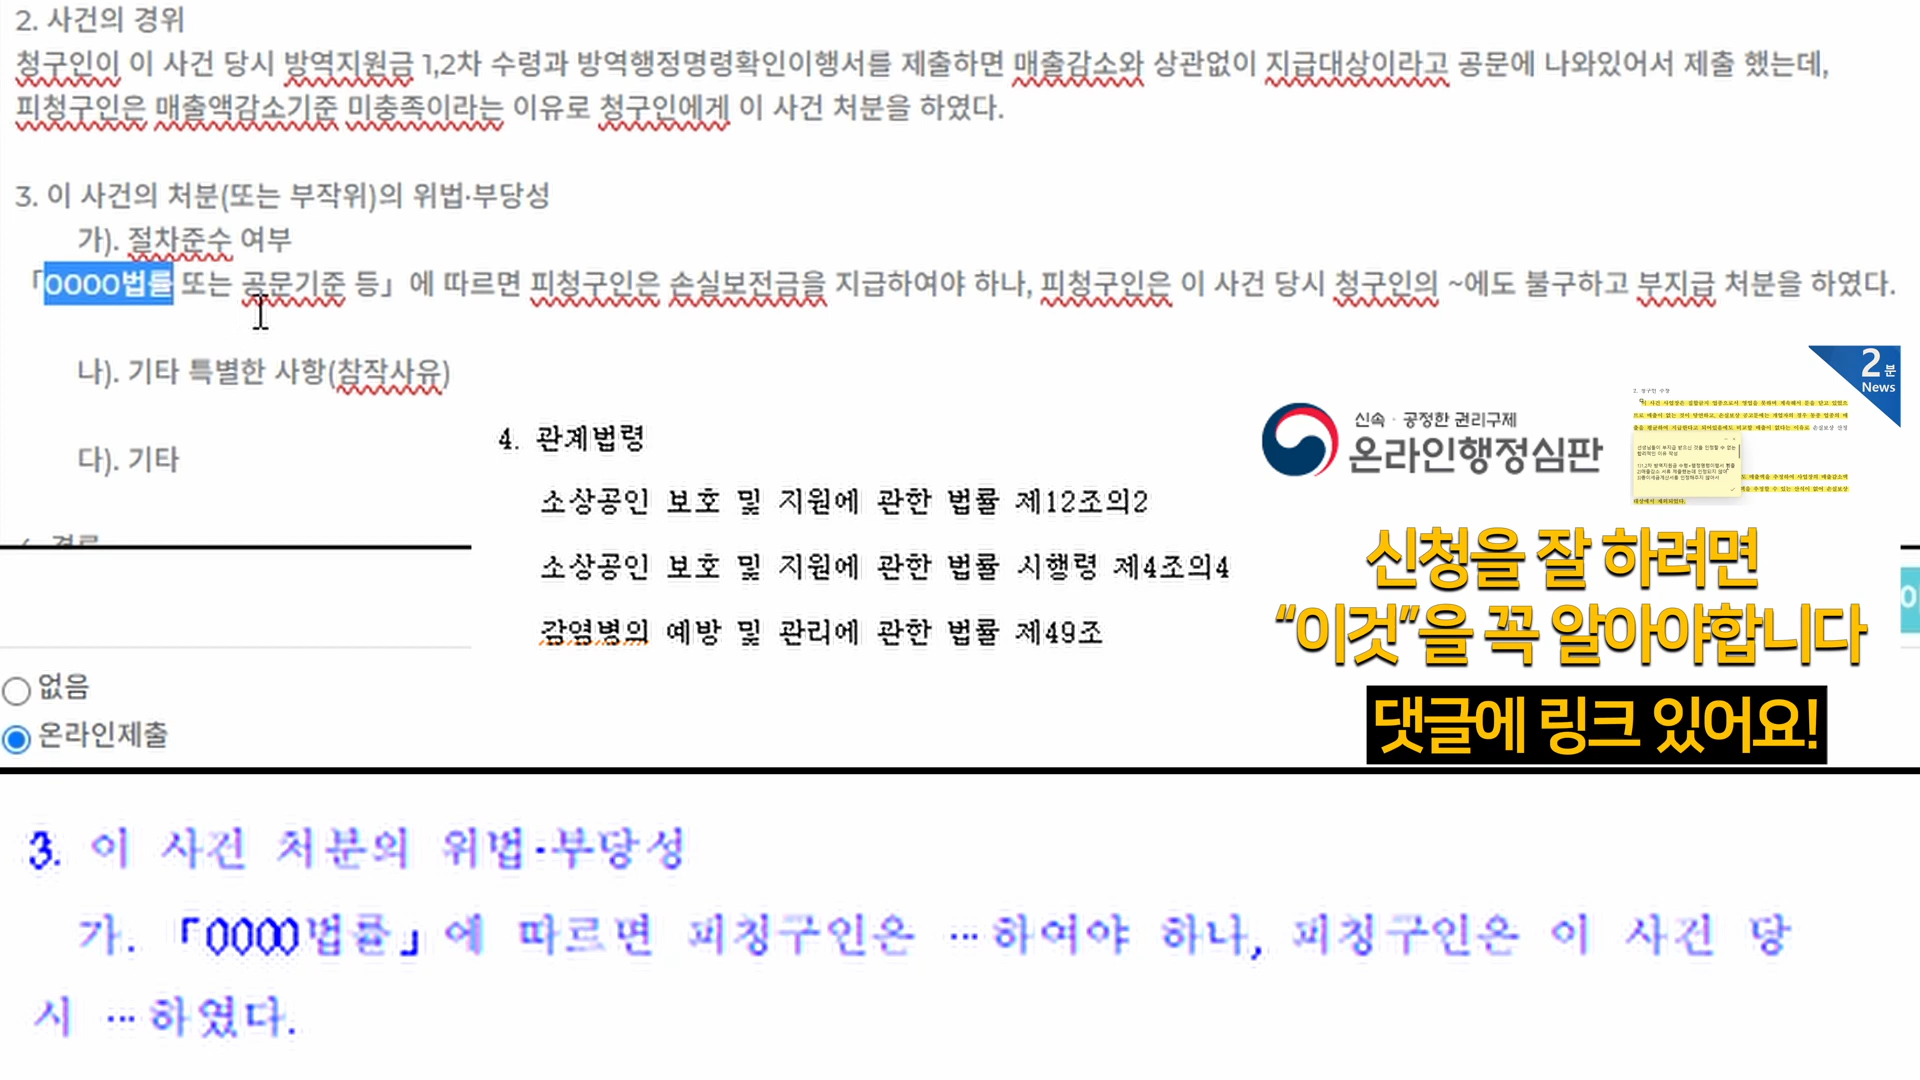 2. 사건의 경위
청구인이 이 사건 당시 방역지원금 1,2차 수령과 방역행정명령확인이행서를 제출하면 매출감소와 상관없이 지급대상이라고 공문에 나와있어서 제출 했는데,
피청구인은 매출액감소기준 미충족이라는 이유로 청구인에게 이 사건 처분을 하였다.
3. 이 사건의 처분(또는 부작위)의 위법·부당성
가). 절차준수 여부
「OOOO법률 또는 공문기준 등」에 따르면 피청구인은 손실보전금을 지급하여야 하나, 피청구인은 이 사건 당시 청구인의 ~에도 불구하고 부지급 처분을 하였다.
나). 기타 특별한 사항(참작사유)
다). 기타
4. 관계법령
소상공인 보호 및 지원에 관한 법률 제12조의2
소상공인 보호 및 지원에 관한 법률 시행령 제4조의4
감염병의 예방 및 관리에 관한 법률 제49조
신속·공정한 권리구제
온라인행정심판
2분
News
신청을 잘 하려면
“이것”을 꼭 알아야합니다
댓글에 링크 있어요!
없음
온라인제출
3. 이 사건 처분의 위법·부당성
가. 「0000법률」에 따르면 피청구인은 …하여야 하나, 피청구인은 이 사건 당
시 …하였다.